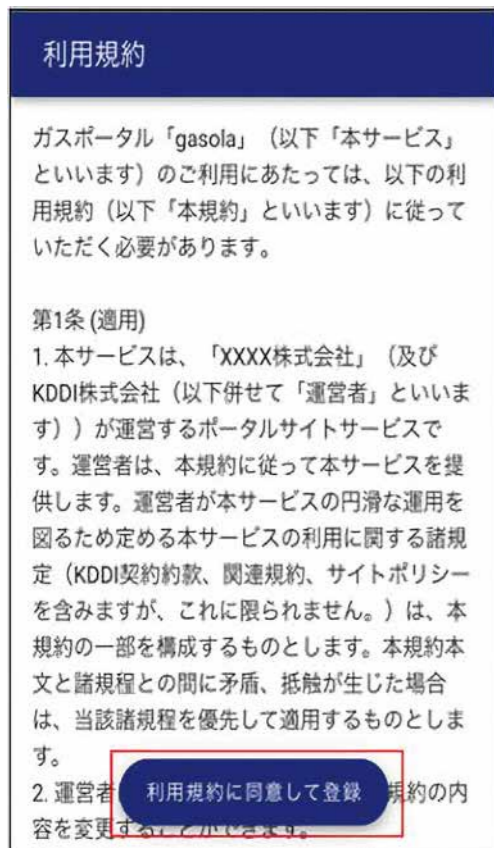 利用規約
ガスポータル「gasola」（以下「本サービス」
といいます）のご利用にあたっては、以下の利
用規約（以下「本規約」といいます）に従って
いただく必要があります。
第1条 (適用)
1. 本サービスは、「XXXX株式会社」（及び
KDDI株式会社（以下併せて「運営者」といいま
す））が運営するポータルサイトサービスで
す。運営者は、本規約に従って本サービスを提
供します。運営者が本サービスの円滑な運用を
図るため定める本サービスの利用に関する諸規
定（KDDI契約約款、関連規約、サイトポリシー
を含みますが、これに限られません。）は、本
規約の一部を構成するものとします。本規約本
文と諸規程との間に矛盾、抵触が生じた場合
は、当該諸規程を優先して適用するものとしま
す。
2. 運営者 利用規約に同意して登録 規約の内
容を変更することができます。